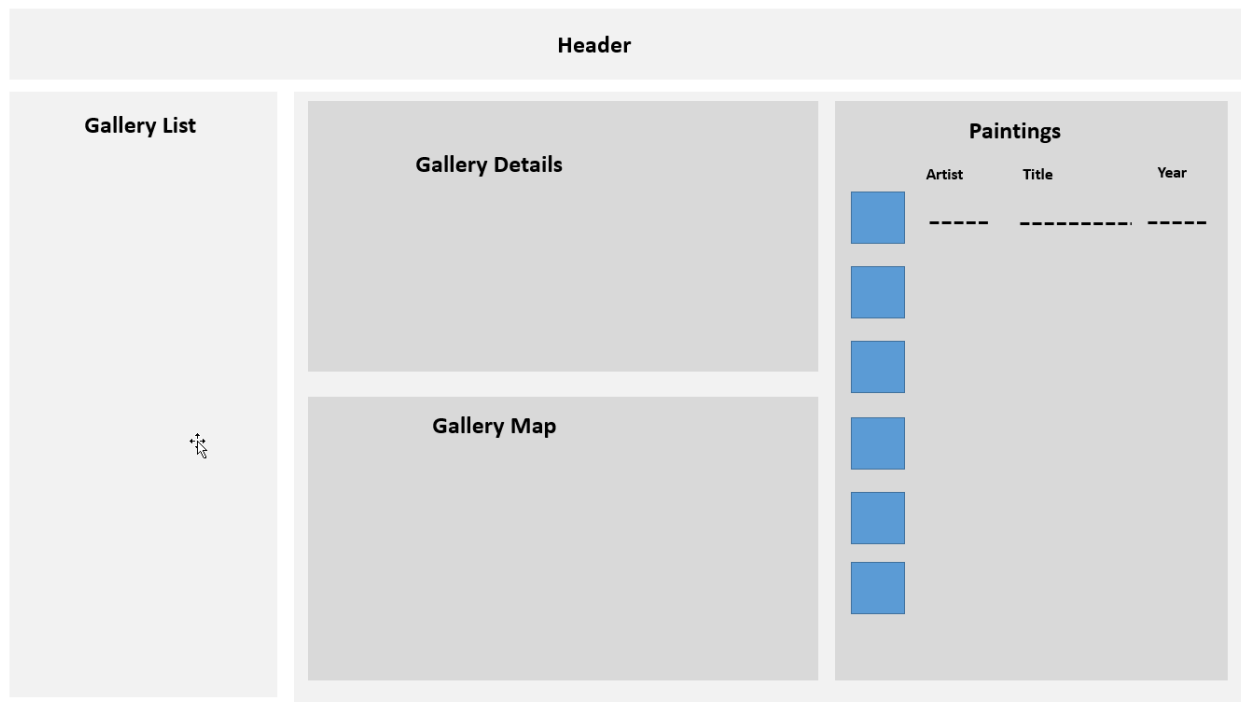 Header
Gallery List
Gallery Details
Gallery Map
Paintings
Artist Title Year